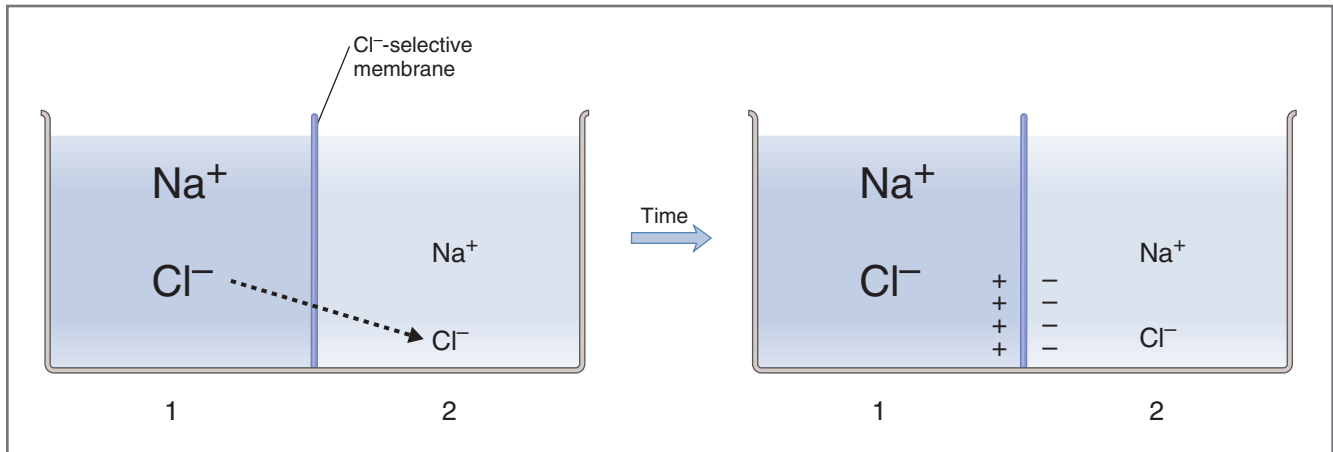 Cl⁻-selective
membrane
Na⁺
Cl⁻
Na⁺
Cl⁻
1
2
Time
Na⁺
Cl⁻
+ −
+ −
+ −
+ −
Na⁺
Cl⁻
1
2